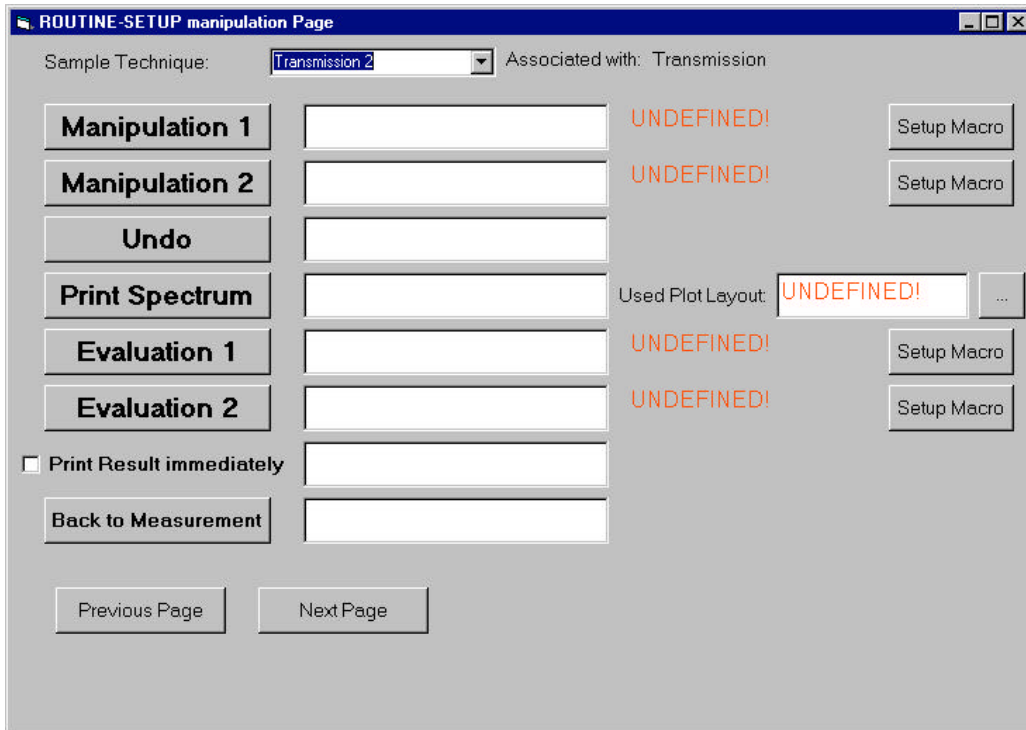 ROUTINE-SETUP manipulation Page
Sample Technique: Transmission 2 Associated with: Transmission
Manipulation 1 UNDEFINED! Setup Macro
Manipulation 2 UNDEFINED! Setup Macro
Undo
Print Spectrum Used Plot Layout: UNDEFINED! ...
Evaluation 1 UNDEFINED! Setup Macro
Evaluation 2 UNDEFINED! Setup Macro
Print Result immediately
Back to Measurement
Previous Page Next Page